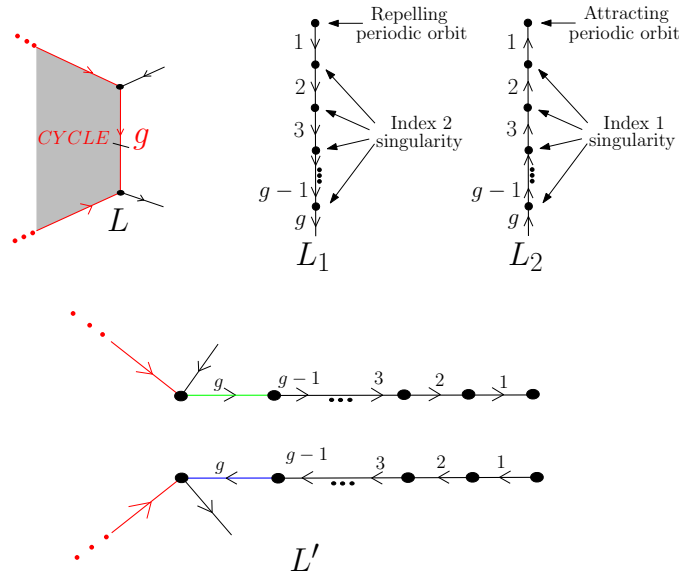 Repelling
periodic orbit
Attracting
periodic orbit
CYCLE g
L
1
2
3
g − 1
g
L₁
Index 2
singularity
1
2
3
g − 1
g
L₂
Index 1
singularity
g g − 1 3 2 1
g g − 1 3 2 1
L′